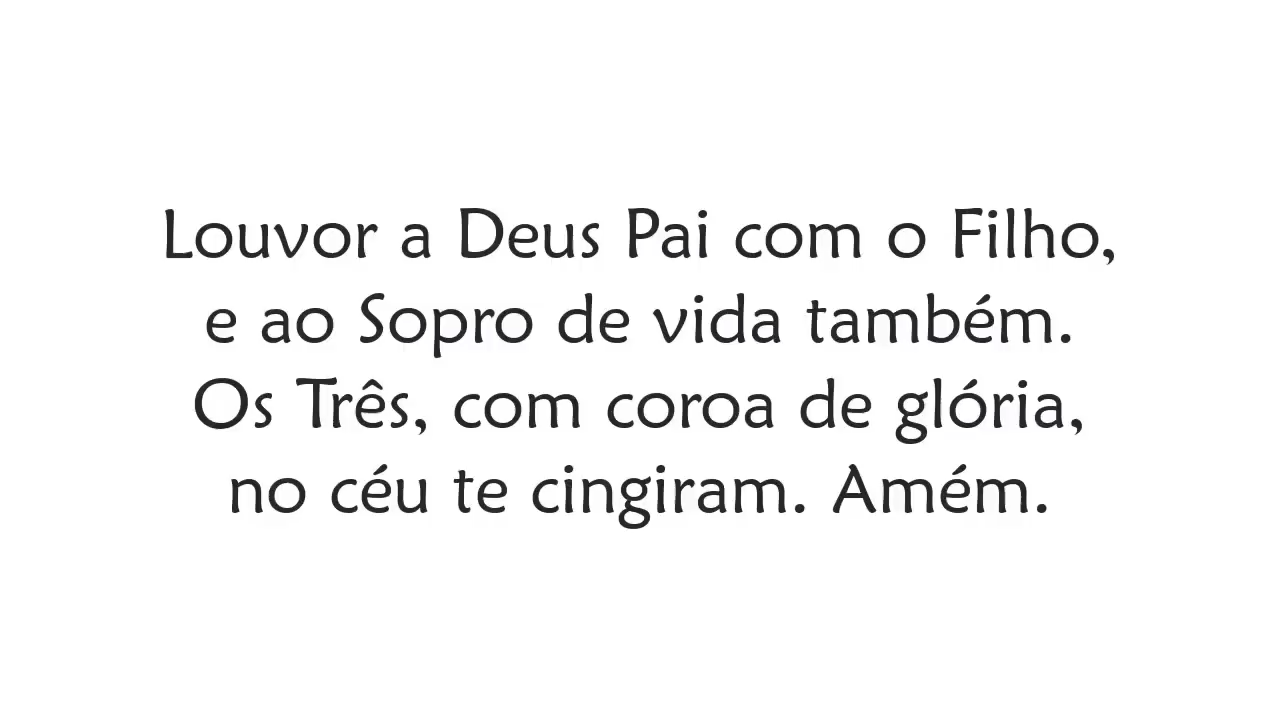 Louvor a Deus Pai com o Filho,
e ao Sopro de vida também.
Os Três, com coroa de glória,
no céu te cingiram. Amém.